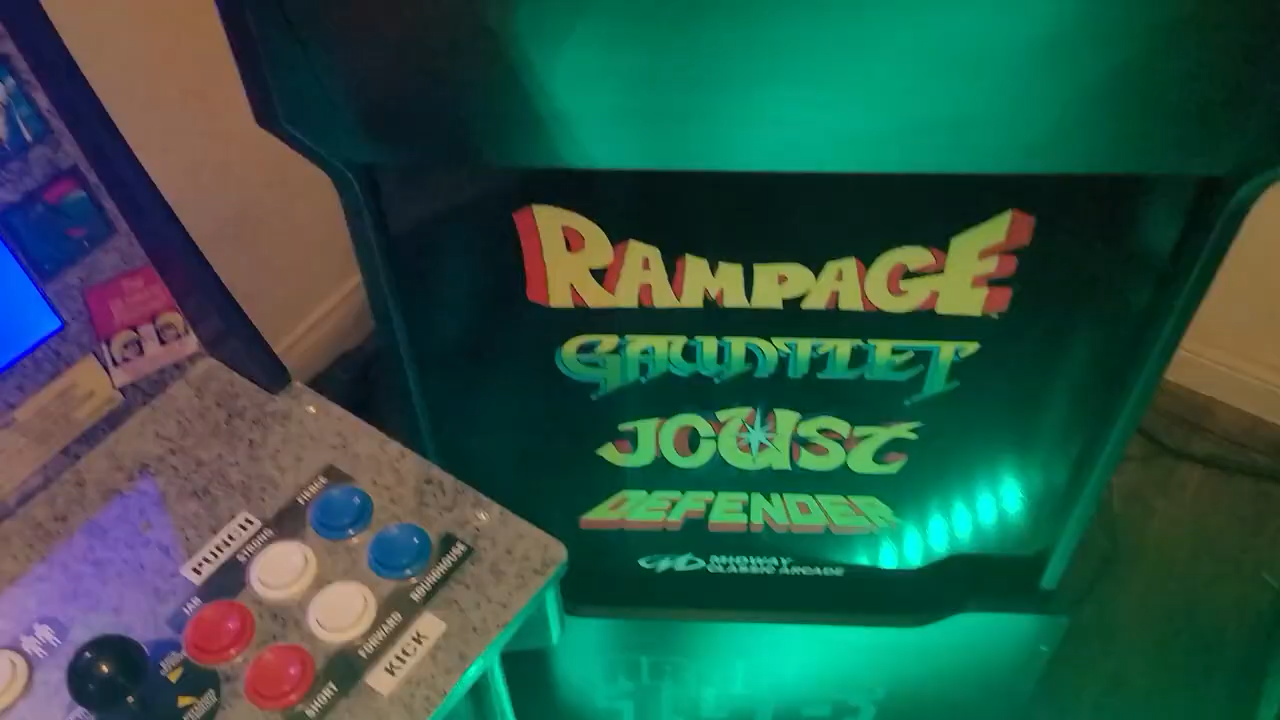 RAMPAGE
GAUNTLET
JOUST
DEFENDER
MIDWAY
CLASSIC ARCADE
PUNCH
JAB
STRONG
FIERCE
SHORT
FORWARD
ROUNDHOUSE
KICK